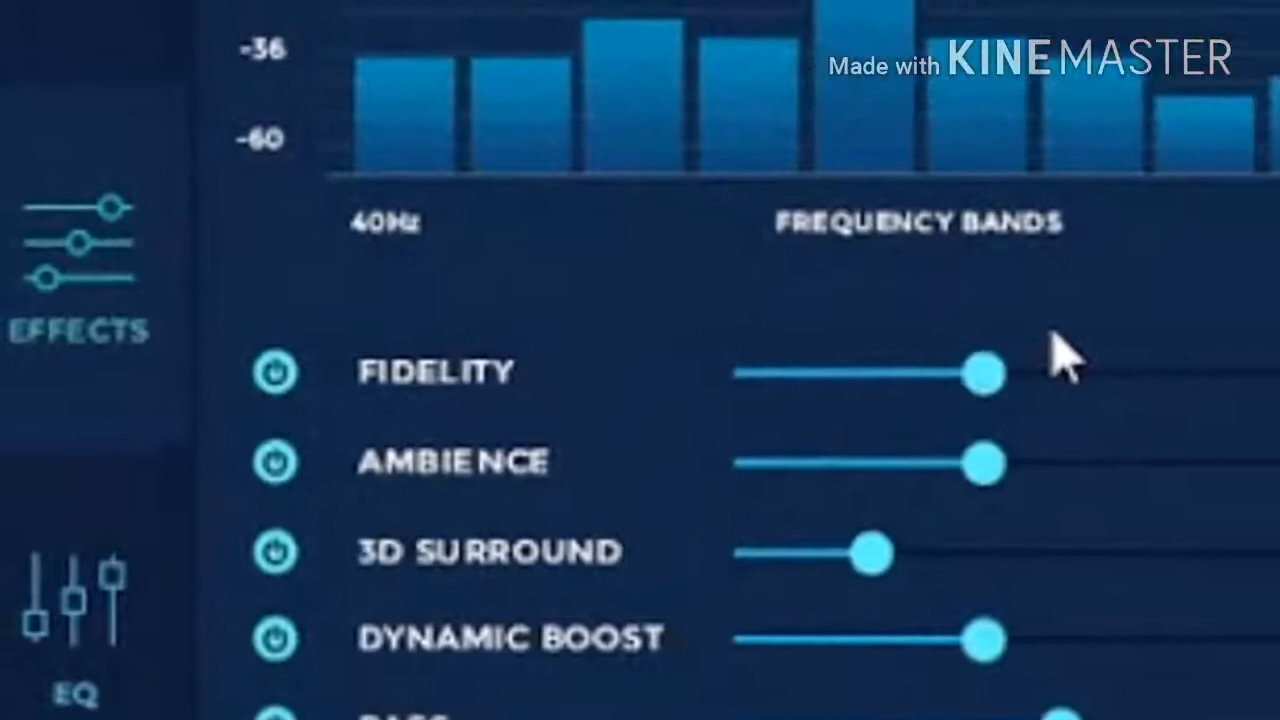 -36
Made with KINEMASTER
-60
40Hz
FREQUENCY BANDS
EFFECTS
FIDELITY
AMBIENCE
3D SURROUND
DYNAMIC BOOST
EQ